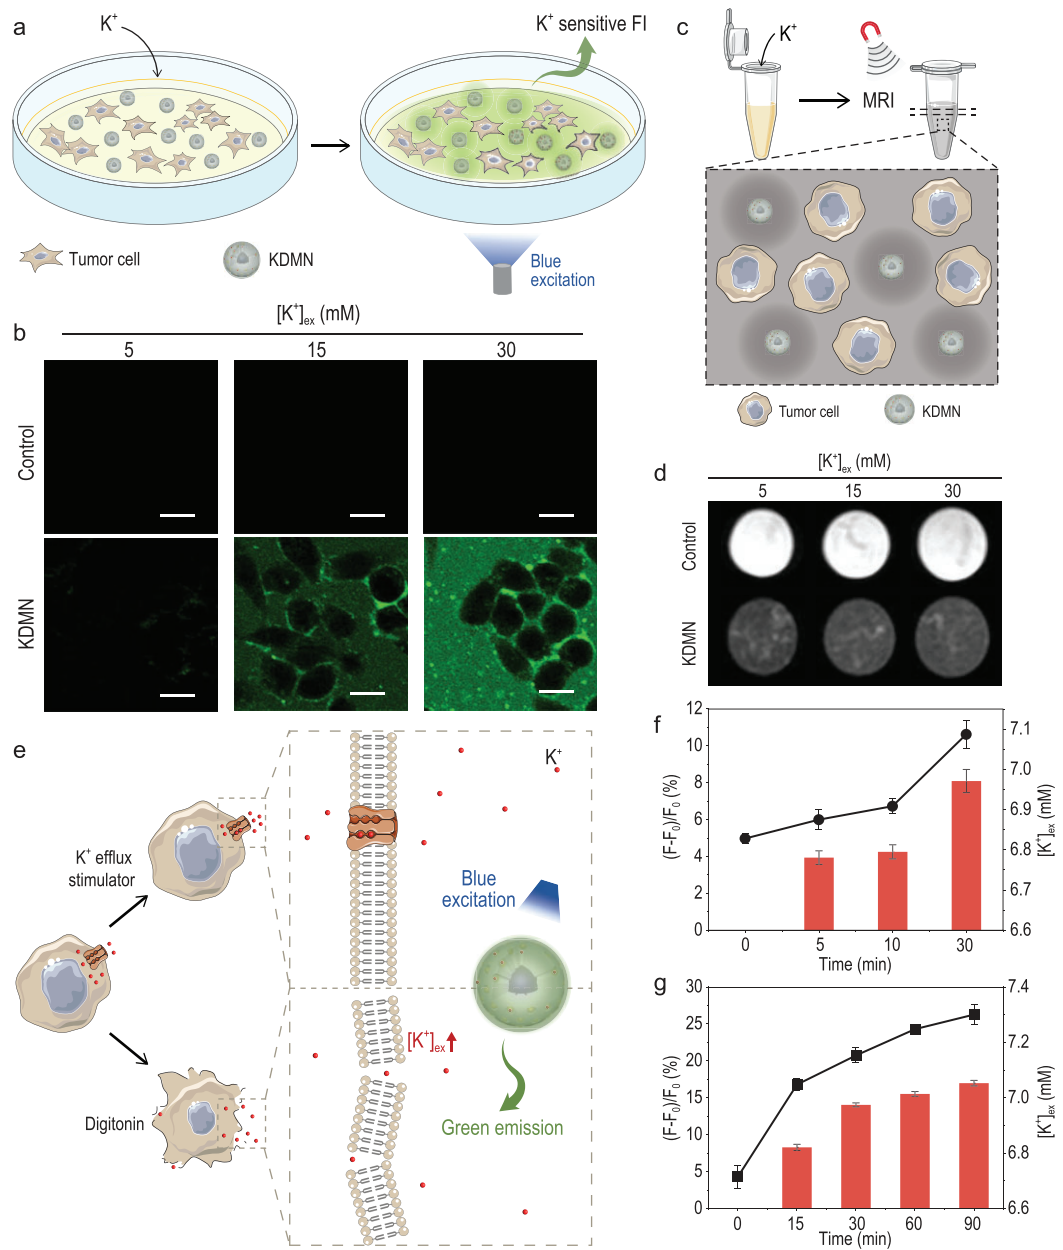 a
K⁺
K⁺ sensitive FI
Tumor cell
KDMN
Blue
excitation
b
[K⁺]ex (mM)
5
15
30
Control
KDMN
c
K⁺
MRI
Tumor cell
KDMN
d
[K⁺]ex (mM)
5
15
30
Control
KDMN
e
K⁺ efflux
stimulator
Digitonin
K⁺
Blue
excitation
[K⁺]ex
Green emission
f
(F-F₀)/F₀ (%)
12
10
8
6
4
2
0
0
5
10
30
Time (min)
7.1
7.0
6.9
6.8
6.7
6.6
[K⁺]ex (mM)
g
(F-F₀)/F₀ (%)
30
25
20
15
10
5
0
0
15
30
60
90
Time (min)
7.4
7.2
7.0
6.8
6.6
[K⁺]ex (mM)